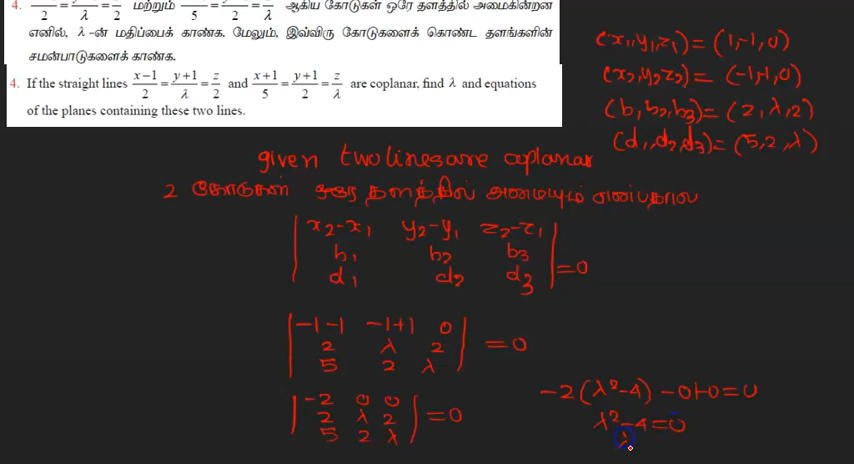 4. 2 = λ = 2 மற்றும் 5 = 2 = λ ஆகிய கோடுகள் ஒரே தளத்தில் அமைகின்றன
எனில், λ-ன் மதிப்பைக் காண்க. மேலும், இவ்விரு கோடுகளைக் கொண்ட தளங்களின்
சமன்பாடுகளைக் காண்க.
4. If the straight lines (x−1)/2 = (y+1)/λ = z/2 and (x+1)/5 = (y+1)/2 = z/λ are coplanar, find λ and equations
of the planes containing these two lines.
(x1,y1,z1) = (1,-1,0)
(x2,y2,z2) = (-1,-1,0)
(b1,b2,b3) = (2,λ,2)
(d1,d2,d3) = (5,2,λ)
given two lines are coplanar
2 கோடுகள் ஒரு தளத்தில் அமையும் என்பதால்
| x2-x1 y2-y1 z2-z1 |
| b1 b2 b3 |
| d1 d2 d3 | = 0
| -1-1 -1+1 0 |
| 2 λ 2 | = 0
| 5 2 λ |
| -2 0 0 |
| 2 λ 2 | = 0
| 5 2 λ |
-2(λ²-4) -0+0 = 0
λ²-4 = 0
λ